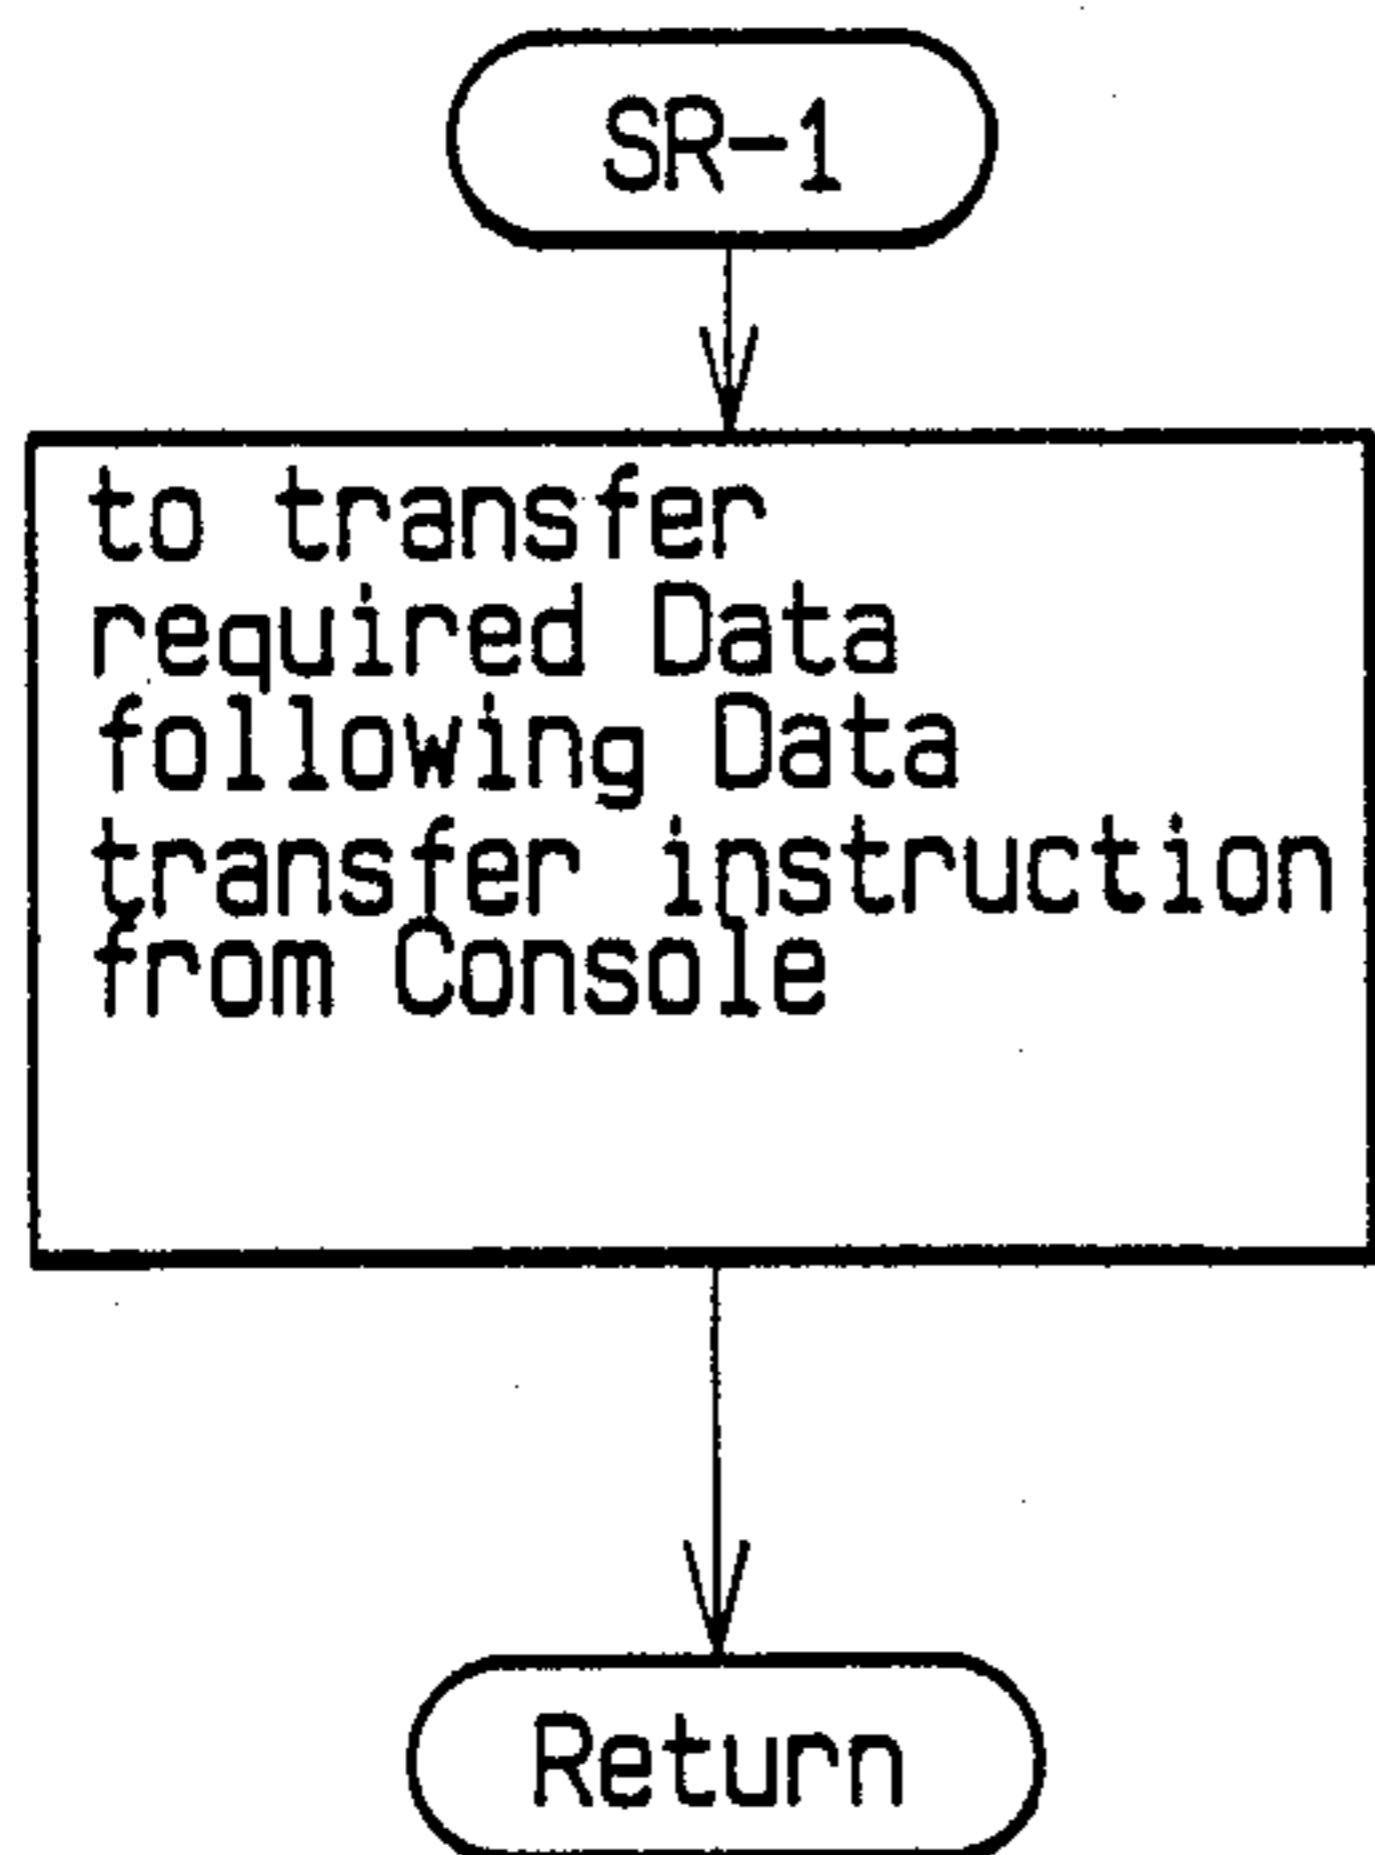 SR-1
to transfer
required Data
following Data
transfer instruction
from Console
Return